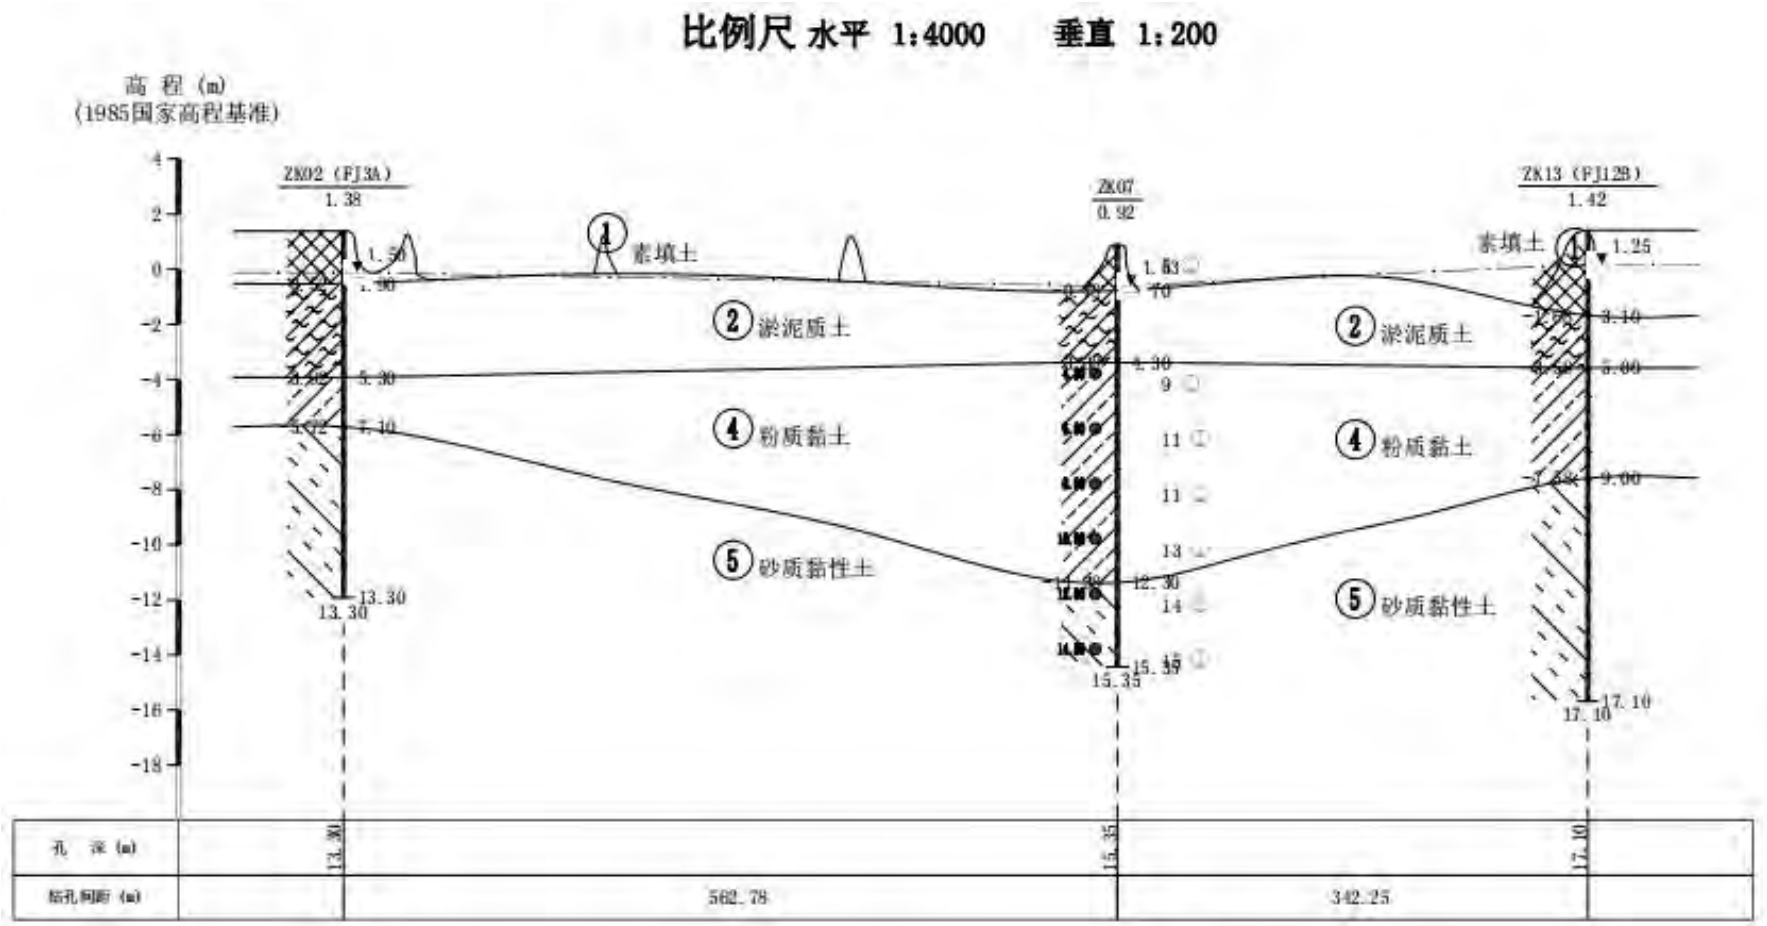 比例尺 水平 1:4000 垂直 1:200
高 程 (m)
(1985国家高程基准)
4
2
0
-2
-4
-6
-8
-10
-12
-14
-16
-18
ZK02 (FJ3A)
1.38
1.50
1.90
5.30
7.10
13.30
13.30
① 素填土
② 淤泥质土
④ 粉质黏土
⑤ 砂质黏性土
ZK07
0.92
4.30
9
11
11
13
12.30
14
15
15.35
15.35
ZK13 (FJ12B)
1.42
素填土 ①
1.25
② 淤泥质土
3.10
5.00
④ 粉质黏土
9.00
⑤ 砂质黏性土
17.10
17.10
孔 深 (m) 13.30 15.35 17.10
钻孔间距 (m) 562.78 342.25